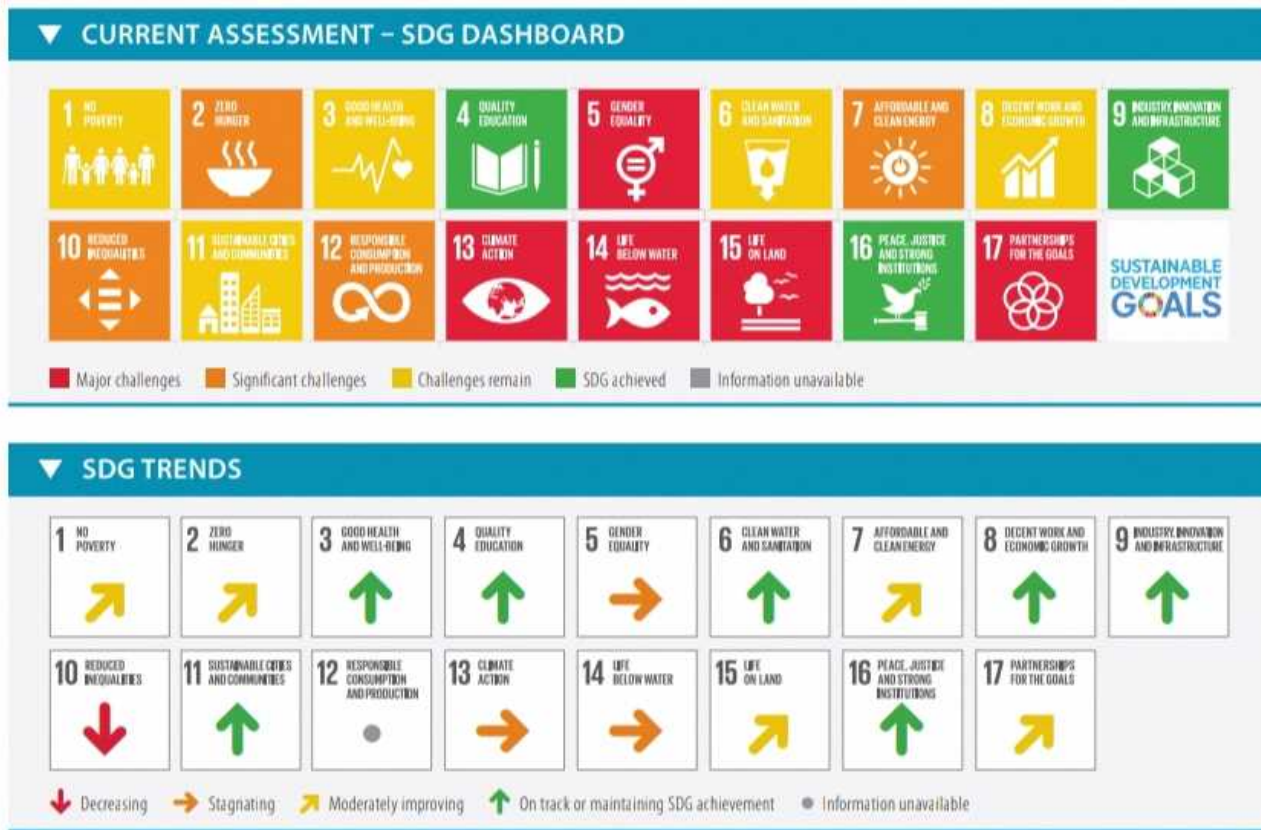 CURRENT ASSESSMENT – SDG DASHBOARD
1 NO
POVERTY
2 ZERO
HUNGER
3 GOOD HEALTH
AND WELL-BEING
4 QUALITY
EDUCATION
5 GENDER
EQUALITY
6 CLEAN WATER
AND SANITATION
7 AFFORDABLE AND
CLEAN ENERGY
8 DECENT WORK AND
ECONOMIC GROWTH
9 INDUSTRY, INNOVATION
AND INFRASTRUCTURE
10 REDUCED
INEQUALITIES
11 SUSTAINABLE CITIES
AND COMMUNITIES
12 RESPONSIBLE
CONSUMPTION
AND PRODUCTION
13 CLIMATE
ACTION
14 LIFE
BELOW WATER
15 LIFE
ON LAND
16 PEACE, JUSTICE
AND STRONG
INSTITUTIONS
17 PARTNERSHIPS
FOR THE GOALS
SUSTAINABLE
DEVELOPMENT
GOALS
Major challenges Significant challenges Challenges remain SDG achieved Information unavailable
SDG TRENDS
1 NO
POVERTY
2 ZERO
HUNGER
3 GOOD HEALTH
AND WELL-BEING
4 QUALITY
EDUCATION
5 GENDER
EQUALITY
6 CLEAN WATER
AND SANITATION
7 AFFORDABLE AND
CLEAN ENERGY
8 DECENT WORK AND
ECONOMIC GROWTH
9 INDUSTRY, INNOVATION
AND INFRASTRUCTURE
10 REDUCED
INEQUALITIES
11 SUSTAINABLE CITIES
AND COMMUNITIES
12 RESPONSIBLE
CONSUMPTION
AND PRODUCTION
13 CLIMATE
ACTION
14 LIFE
BELOW WATER
15 LIFE
ON LAND
16 PEACE, JUSTICE
AND STRONG
INSTITUTIONS
17 PARTNERSHIPS
FOR THE GOALS
Decreasing Stagnating Moderately improving On track or maintaining SDG achievement Information unavailable